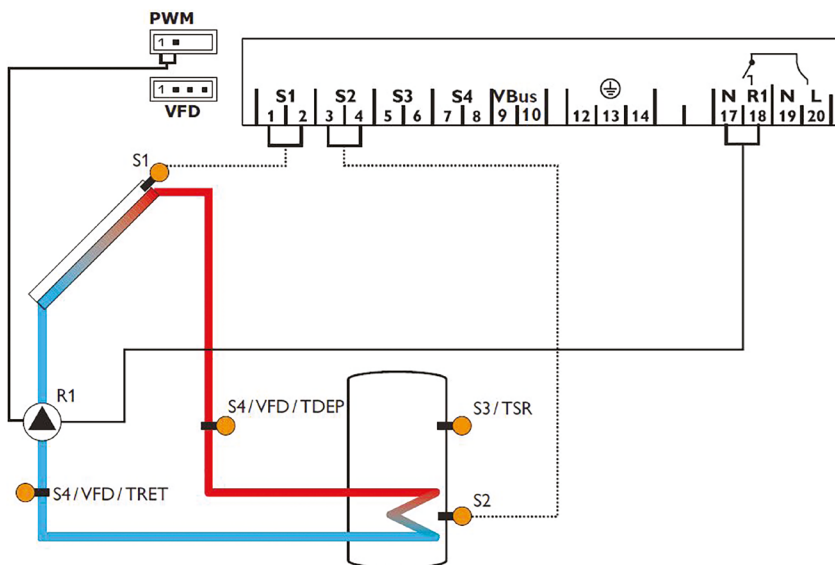 PWM
1
1
VFD
S1 S2 S3 S4 VBus N R1 N L
1 2 3 4 5 6 7 8 9 10 12 13 14 17 18 19 20
S1
R1
S4/VFD/TDEP
S3/TSR
S4/VFD/TRET
S2